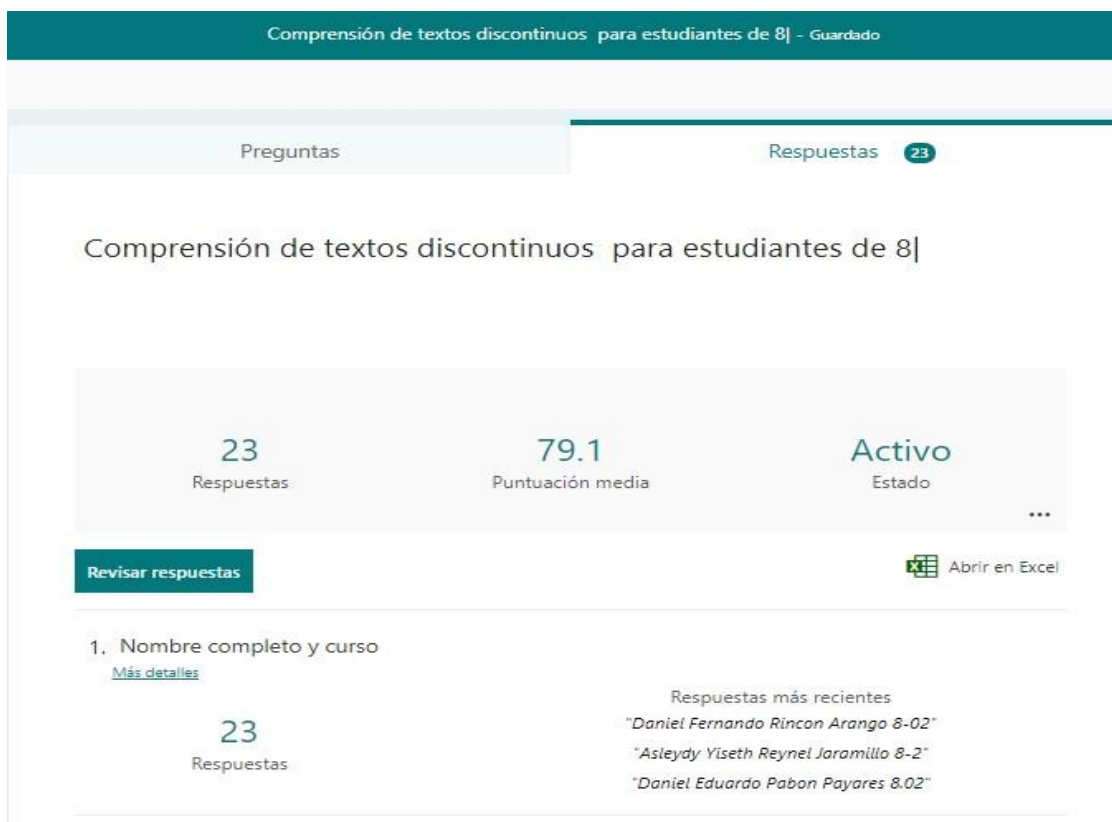 Comprensión de textos discontinuos para estudiantes de 8| - Guardado
Preguntas
Respuestas 23
Comprensión de textos discontinuos para estudiantes de 8|
23
Respuestas
79.1
Puntuación media
Activo
Estado
...
Revisar respuestas
Abrir en Excel
1. Nombre completo y curso
Más detalles
23
Respuestas
Respuestas más recientes
"Daniel Fernando Rincon Arango 8-02"
"Asleydy Yiseth Reynel Jaramillo 8-2"
"Daniel Eduardo Pabon Payares 8.02"